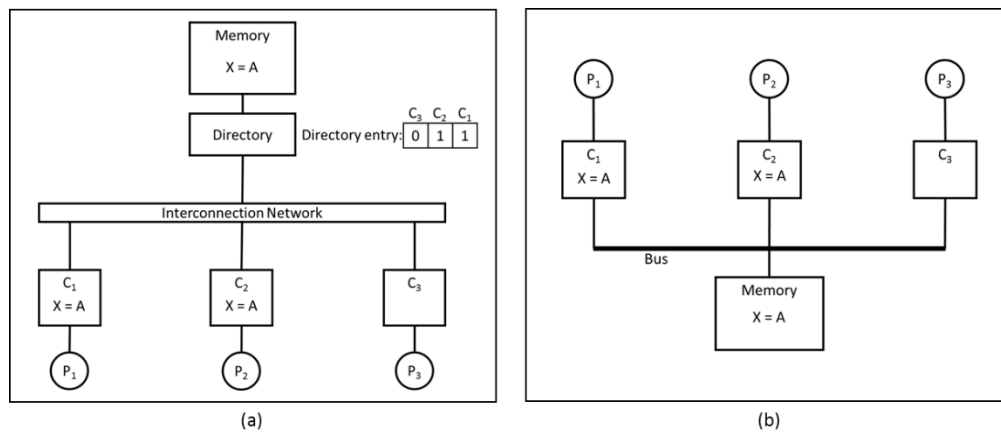 Memory
X = A
C₃ C₂ C₁
Directory Directory entry: 0 1 1
Interconnection Network
C₁ C₂ C₃
X = A X = A
P₁ P₂ P₃
(a)
P₁ P₂ P₃
C₁ C₂ C₃
X = A X = A
Bus
Memory
X = A
(b)